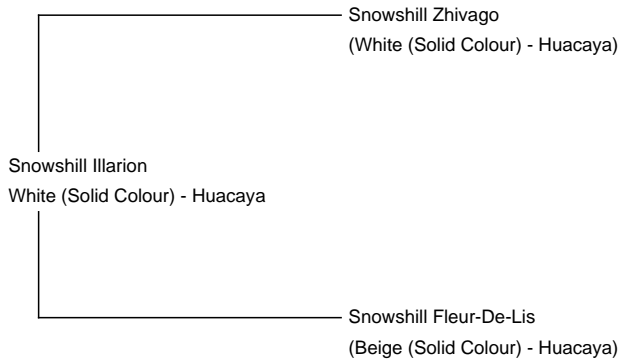 Snowshill Zhivago
(White (Solid Colour) - Huacaya)
Snowshill Illarion
White (Solid Colour) - Huacaya
Snowshill Fleur-De-Lis
(Beige (Solid Colour) - Huacaya)